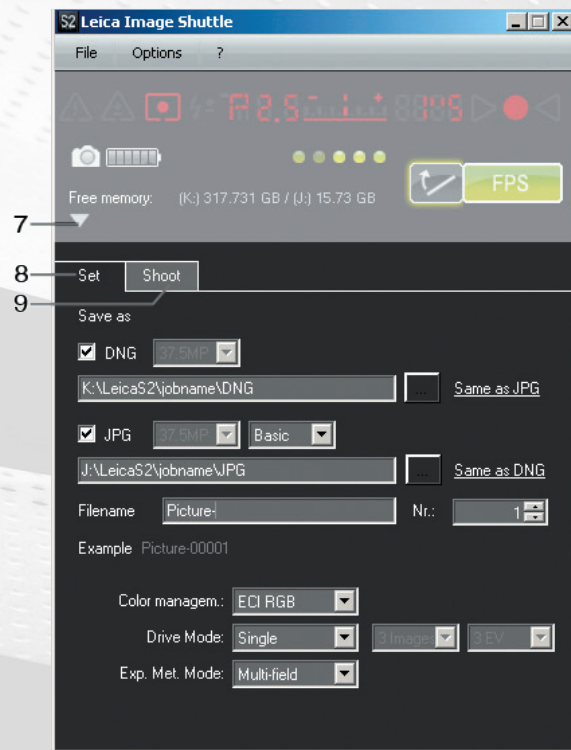 S2 Leica Image Shuttle
File Options ?
2.5 145
FPS
Free memory: (K:) 317.731 GB / (J:) 15.73 GB
7
8 Set Shoot
9
Save as
DNG 37.5MP
K:\LeicaS2\jobname\DNG ... Same as JPG
JPG 37.5MP Basic
J:\LeicaS2\jobname\JPG ... Same as DNG
Filename Picture- Nr.: 1
Example Picture-00001
Color managem.: ECI RGB
Drive Mode: Single 3 Images 3 EV
Exp. Met. Mode: Multi-field